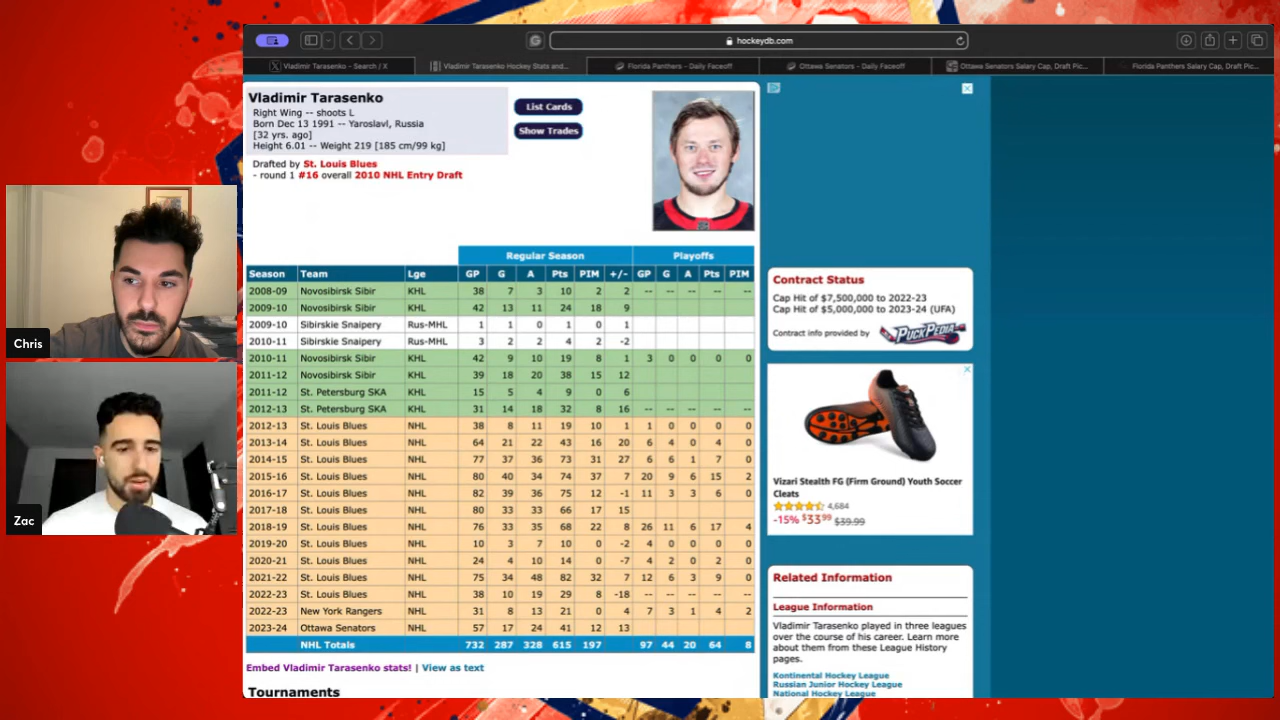 hockeydb.com
Vladimir Tarasenko - Search / X
Vladimir Tarasenko Hockey Stats and...
Florida Panthers - Daily Faceoff
Ottawa Senators - Daily Faceoff
Ottawa Senators Salary Cap, Draft Pic...
Florida Panthers Salary Cap, Draft Pic...
Vladimir Tarasenko
Right Wing -- shoots L
Born Dec 13 1991 -- Yaroslavl, Russia
[32 yrs. ago]
Height 6.01 -- Weight 219 [185 cm/99 kg]
Drafted by St. Louis Blues
- round 1 #16 overall 2010 NHL Entry Draft
List Cards
Show Trades
Regular Season Playoffs
Season Team Lge GP G A Pts PIM +/- GP G A Pts PIM
2008-09 Novosibirsk Sibir KHL 38 7 3 10 2 2 -- -- -- -- --
2009-10 Novosibirsk Sibir KHL 42 13 11 24 18 9
2009-10 Sibirskie Snaipery Rus-MHL 1 1 0 1 0 1
2010-11 Sibirskie Snaipery Rus-MHL 3 2 2 4 2 -2
2010-11 Novosibirsk Sibir KHL 42 9 10 19 8 1 3 0 0 0 0
2011-12 Novosibirsk Sibir KHL 39 18 20 38 15 12
2011-12 St. Petersburg SKA KHL 15 5 4 9 0 6
2012-13 St. Petersburg SKA KHL 31 14 18 32 8 16 -- -- -- -- --
2012-13 St. Louis Blues NHL 38 8 11 19 10 1 1 0 0 0 0
2013-14 St. Louis Blues NHL 64 21 22 43 16 20 6 4 0 4 0
2014-15 St. Louis Blues NHL 77 37 36 73 31 27 6 6 1 7 0
2015-16 St. Louis Blues NHL 80 40 34 74 37 7 20 9 6 15 2
2016-17 St. Louis Blues NHL 82 39 36 75 12 -1 11 3 3 6 0
2017-18 St. Louis Blues NHL 80 33 33 66 17 15
2018-19 St. Louis Blues NHL 76 33 35 68 22 8 26 11 6 17 4
2019-20 St. Louis Blues NHL 10 3 7 10 0 -2 4 0 0 0 0
2020-21 St. Louis Blues NHL 24 4 10 14 0 -7 4 2 0 2 0
2021-22 St. Louis Blues NHL 75 34 48 82 32 7 12 6 3 9 0
2022-23 St. Louis Blues NHL 38 10 19 29 8 -18 -- -- -- -- --
2022-23 New York Rangers NHL 31 8 13 21 0 4 7 3 1 4 2
2023-24 Ottawa Senators NHL 57 17 24 41 12 13
NHL Totals 732 287 328 615 197 97 44 20 64 8
Embed Vladimir Tarasenko stats! | View as text
Tournaments
Contract Status
Cap Hit of $7,500,000 to 2022-23
Cap Hit of $5,000,000 to 2023-24 (UFA)
Contract info provided by PUCKPEDIA
Vizari Stealth FG (Firm Ground) Youth Soccer
Cleats
4,684
-15% $33.99 $39.99
Related Information
League Information
Vladimir Tarasenko played in three leagues
over the course of his career. Learn more
about them from these League History
pages.
Kontinental Hockey League
Russian Junior Hockey League
National Hockey League
Chris
Zac